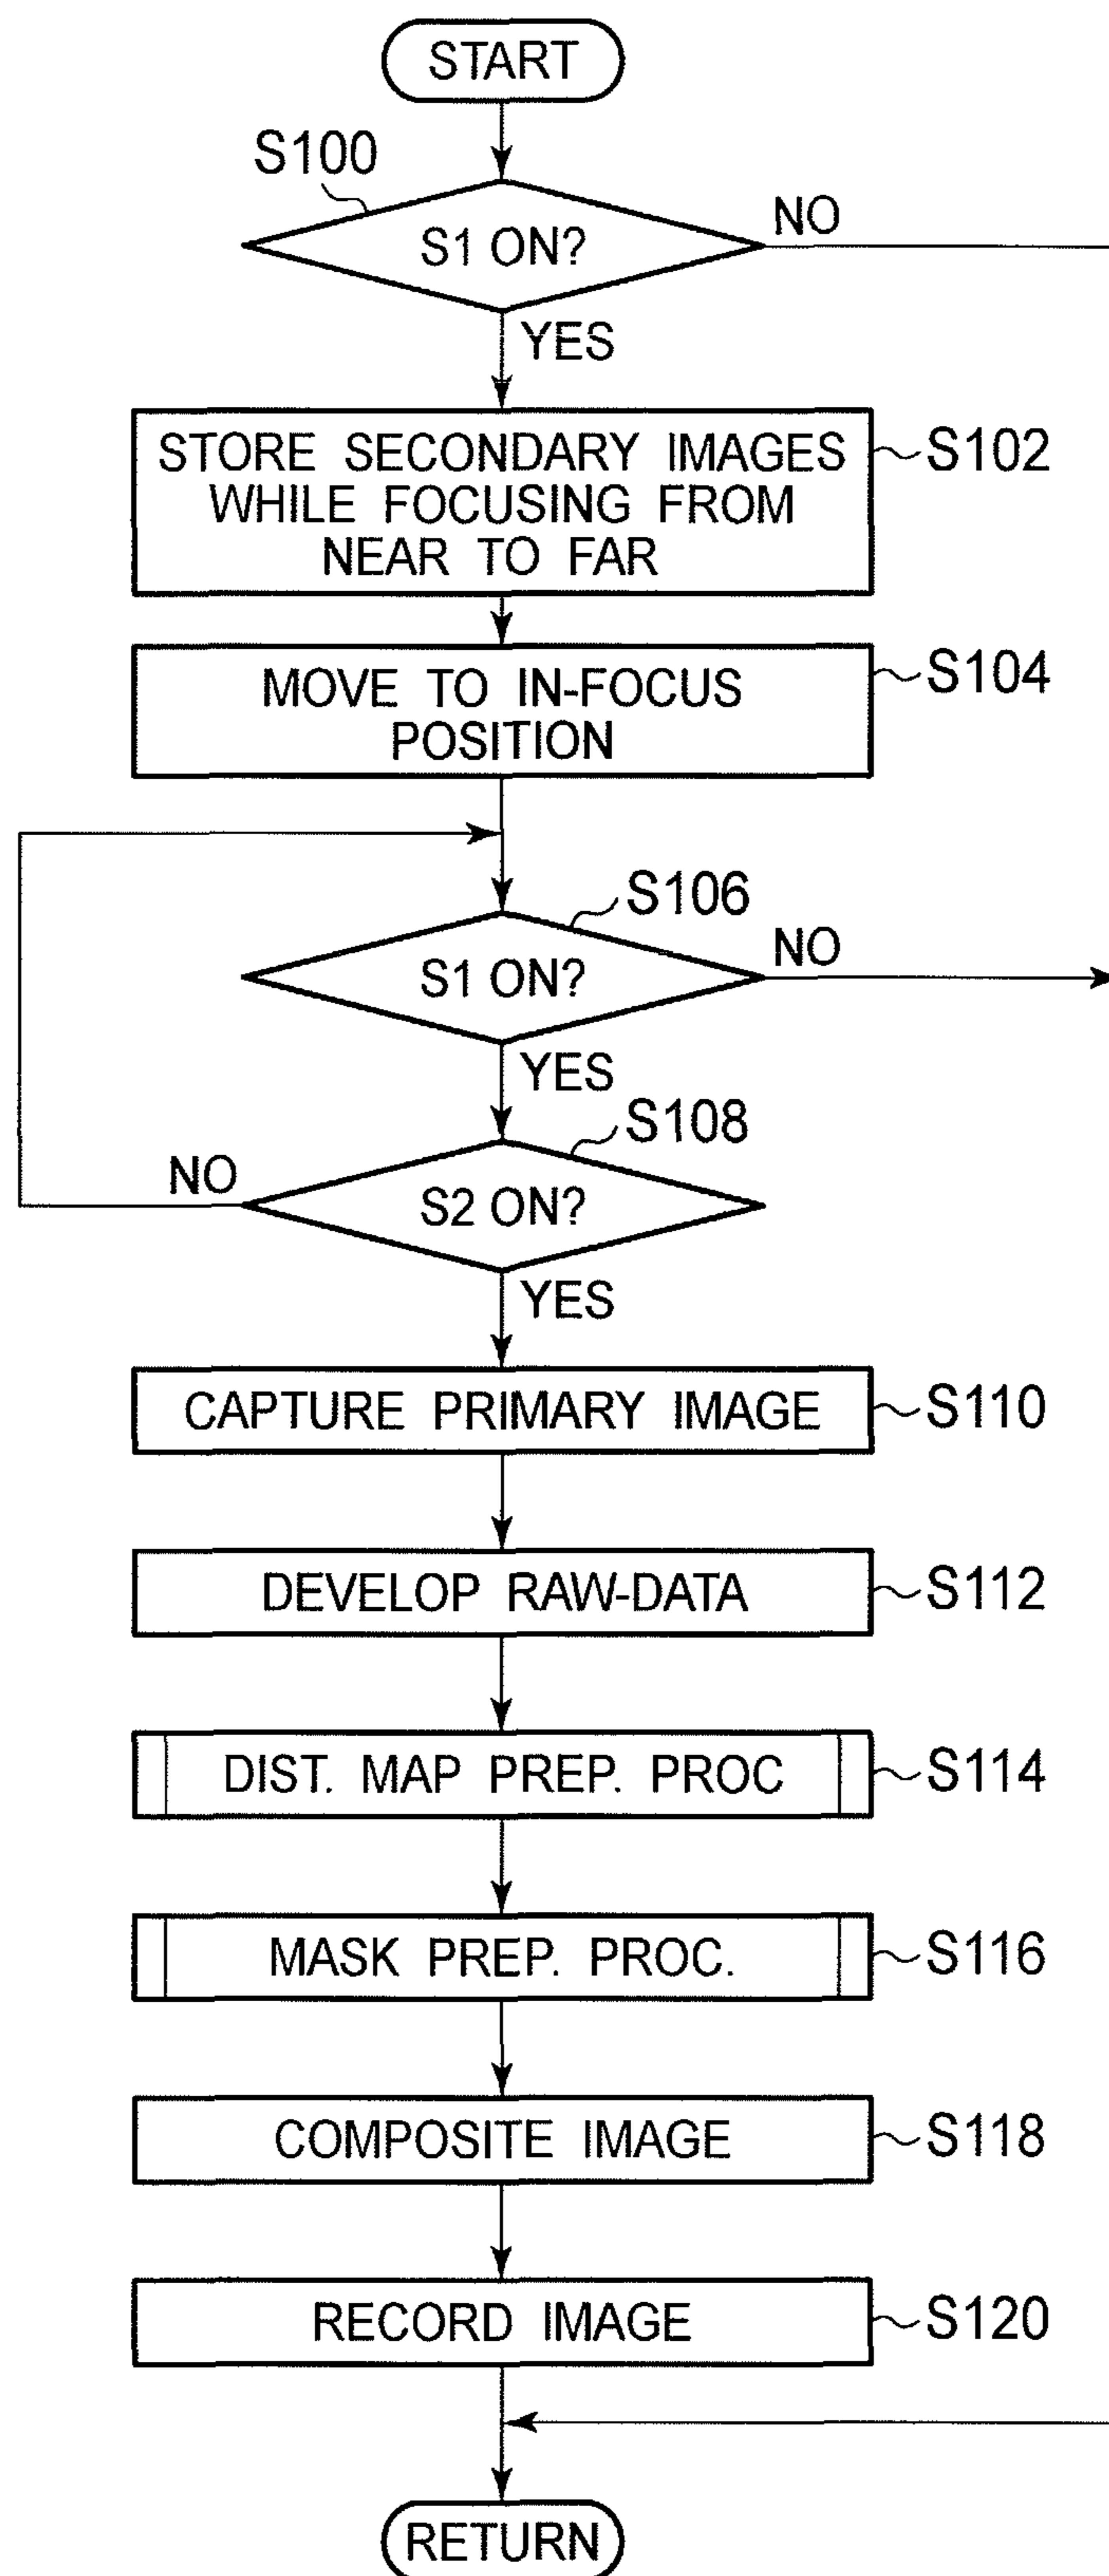 START
S100
S1 ON?
NO
YES
STORE SECONDARY IMAGES
WHILE FOCUSING FROM
NEAR TO FAR
S102
MOVE TO IN-FOCUS
POSITION
S104
S106
S1 ON?
NO
YES
S108
NO
S2 ON?
YES
CAPTURE PRIMARY IMAGE
S110
DEVELOP RAW-DATA
S112
DIST. MAP PREP. PROC
S114
MASK PREP. PROC.
S116
COMPOSITE IMAGE
S118
RECORD IMAGE
S120
RETURN